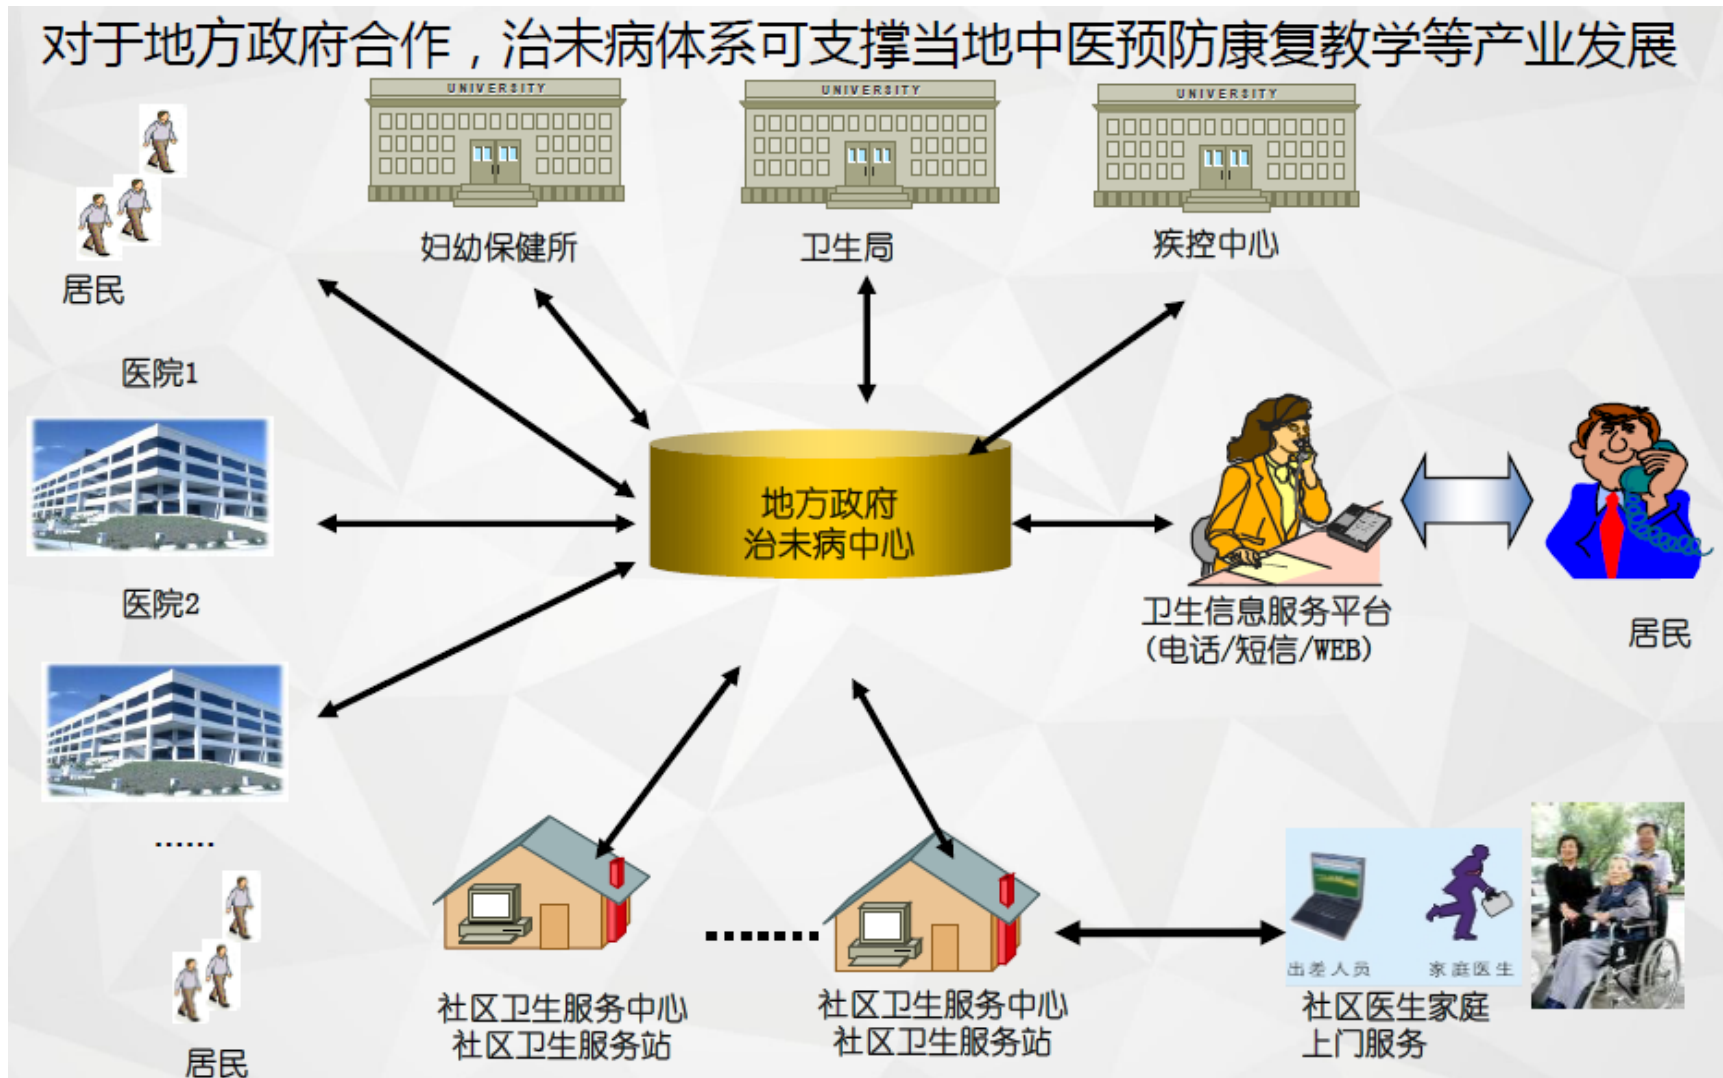 对于地方政府合作，治未病体系可支撑当地中医预防康复教学等产业发展
UNIVERSITY
UNIVERSITY
UNIVERSITY
妇幼保健所
卫生局
疾控中心
居民
医院1
地方政府
治未病中心
医院2
卫生信息服务平台
(电话/短信/WEB)
居民
……
.......
出差人员
家庭医生
社区卫生服务中心
社区卫生服务站
社区卫生服务中心
社区卫生服务站
社区医生家庭
上门服务
居民